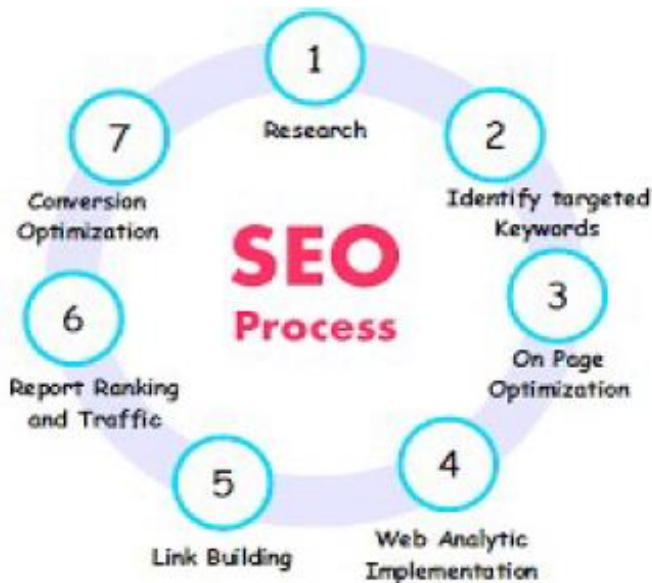 1
Research
2
Identify targeted
Keywords
3
On Page
Optimization
4
Web Analytic
Implementation
5
Link Building
6
Report Ranking
and Traffic
7
Conversion
Optimization
SEO
Process